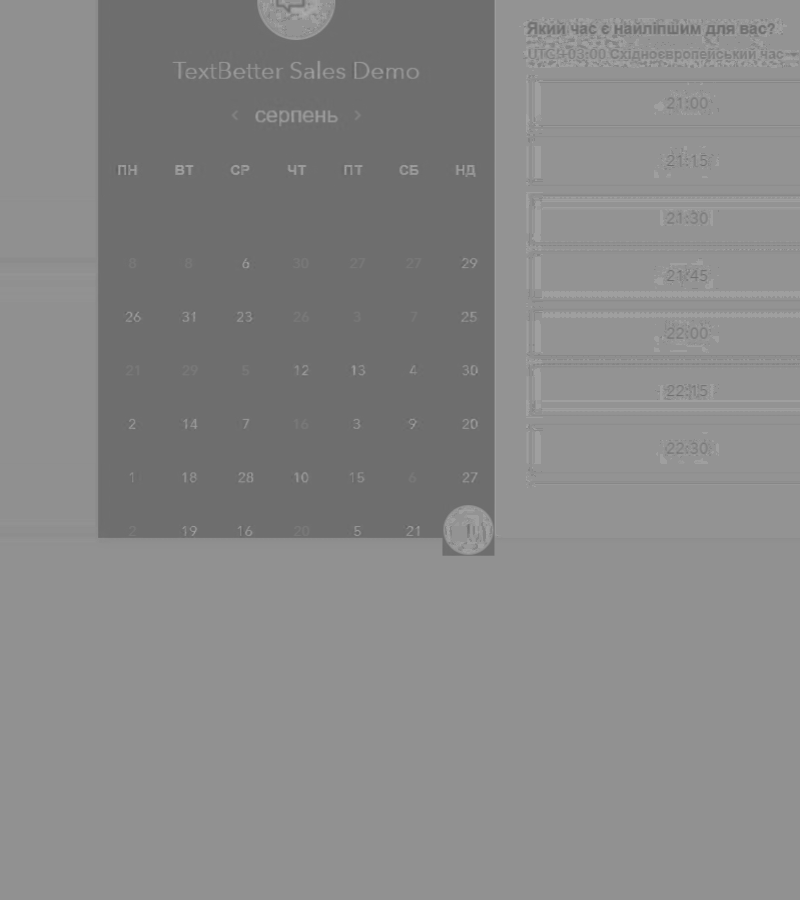 TextBetter Sales Demo
‹ серпень ›
ПН ВТ СР ЧТ ПТ СБ НД
8 8 6 30 27 27 29
26 31 23 26 3 7 25
21 29 5 12 13 4 30
2 14 7 16 3 9 20
1 18 28 10 15 6 27
2 19 16 20 5 21
Який час є найліпшим для вас?
UTC +03:00 Східноєвропейський час
21:00
21:15
21:30
21:45
22:00
22:15
22:30